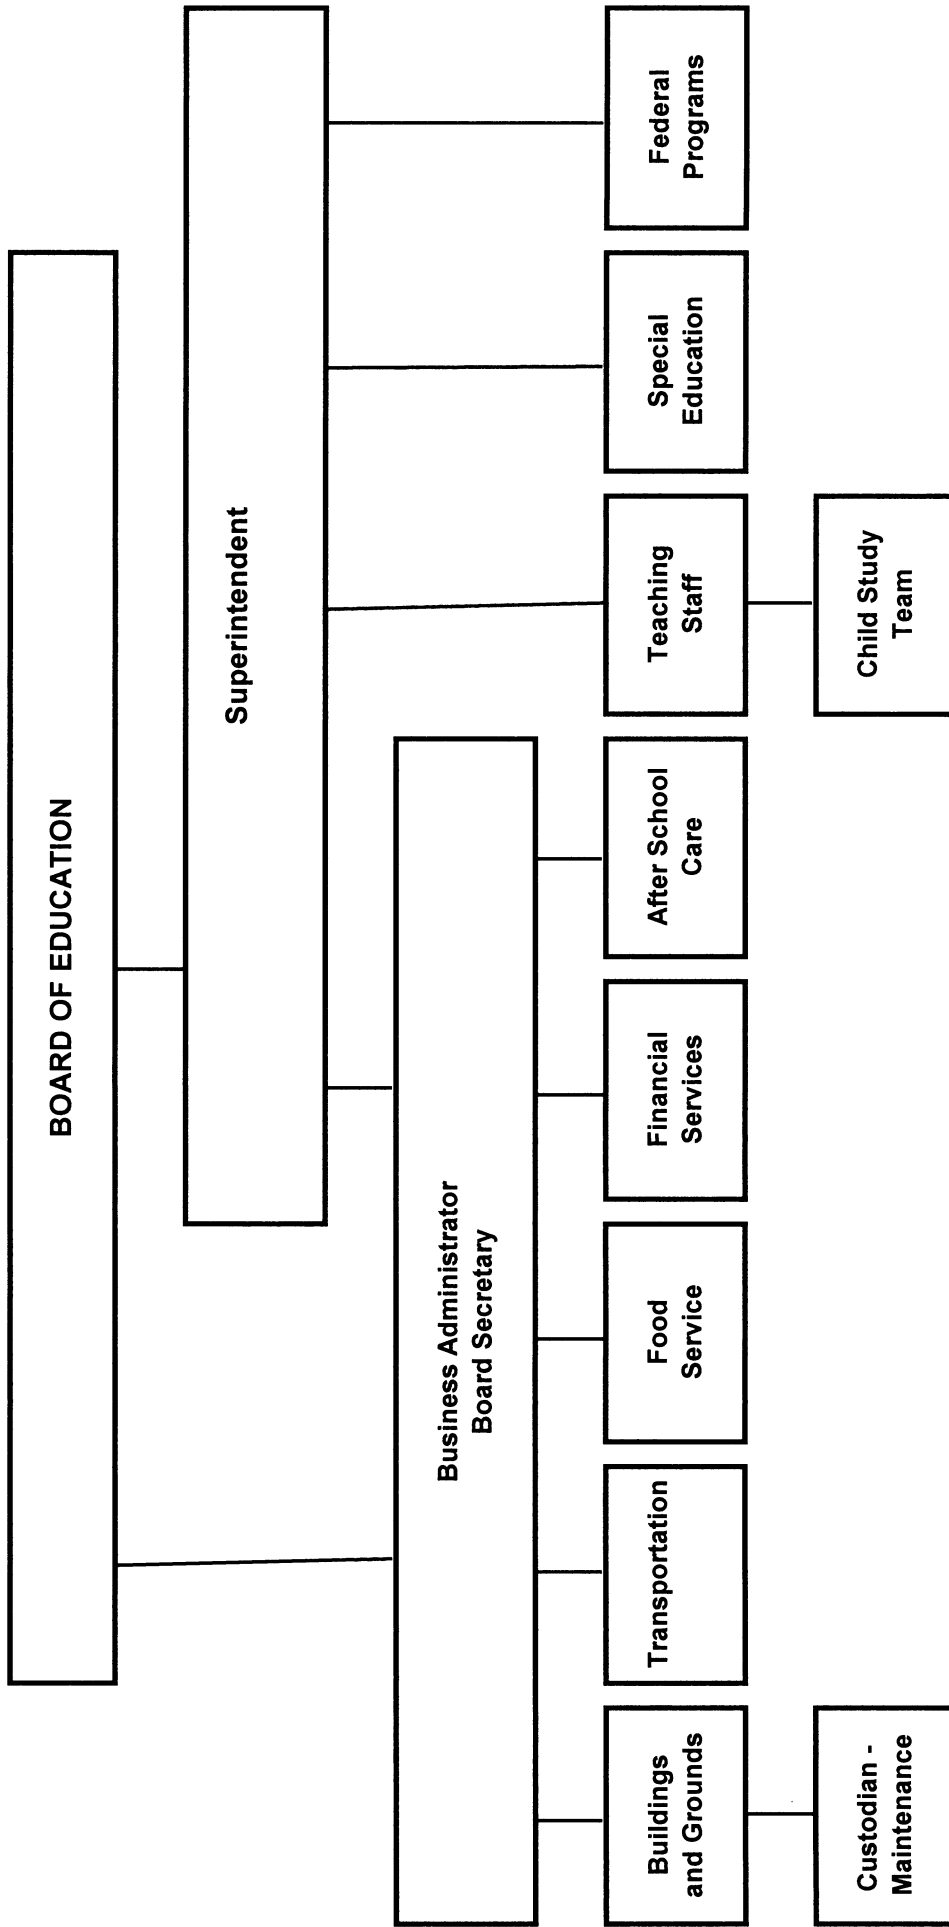 BOARD OF EDUCATION
Superintendent
Business Administrator
Board Secretary
Buildings
and Grounds
Transportation
Food
Service
Financial
Services
After School
Care
Teaching
Staff
Special
Education
Federal
Programs
Custodian -
Maintenance
Child Study
Team